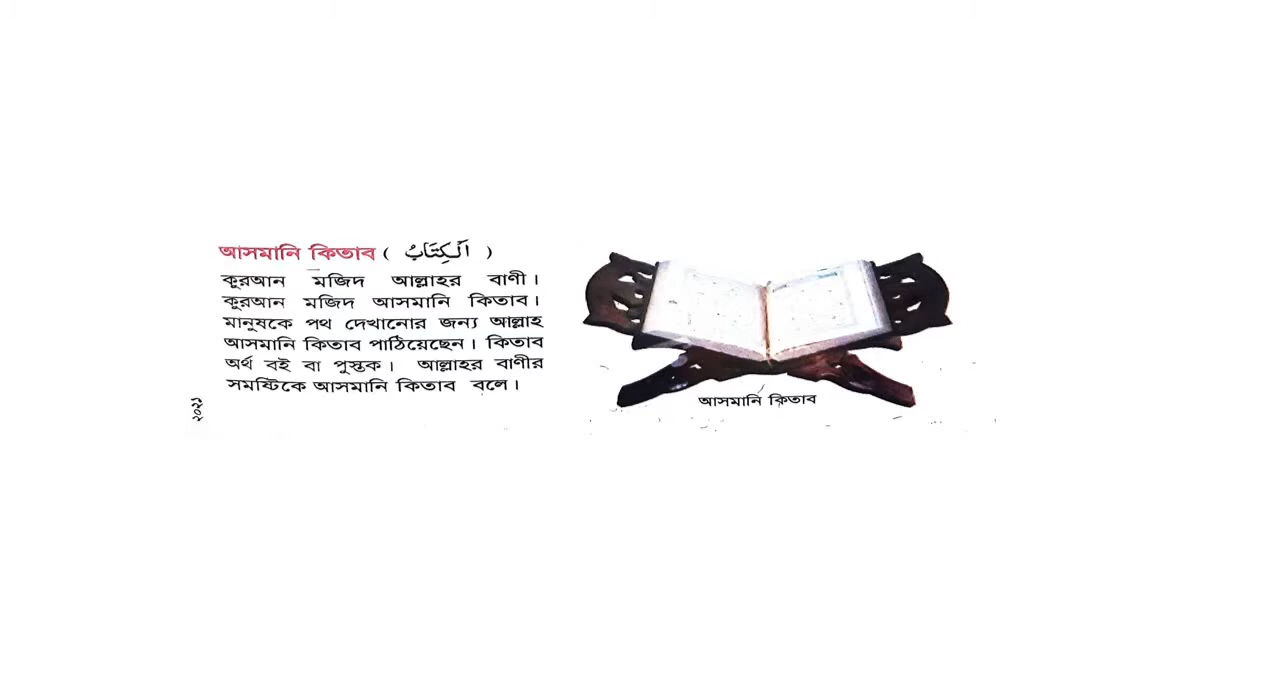 আসমানি কিতাব ( اَلْكِتَابُ )
কুরআন মজিদ আল্লাহর বাণী।
কুরআন মজিদ আসমানি কিতাব।
মানুষকে পথ দেখানোর জন্য আল্লাহ
আসমানি কিতাব পাঠিয়েছেন। কিতাব
অর্থ বই বা পুস্তক। আল্লাহর বাণীর
সমষ্টিকে আসমানি কিতাব বলে।
আসমানি কিতাব
২০২১